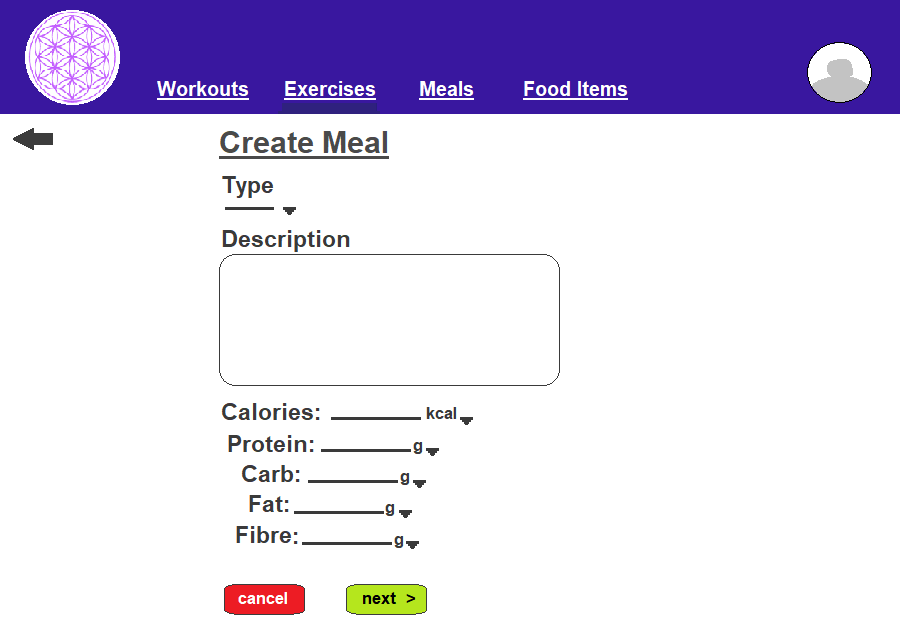 Workouts Exercises Meals Food Items
Create Meal
Type
Description
Calories: kcal
Protein: g
Carb: g
Fat: g
Fibre: g
cancel next >